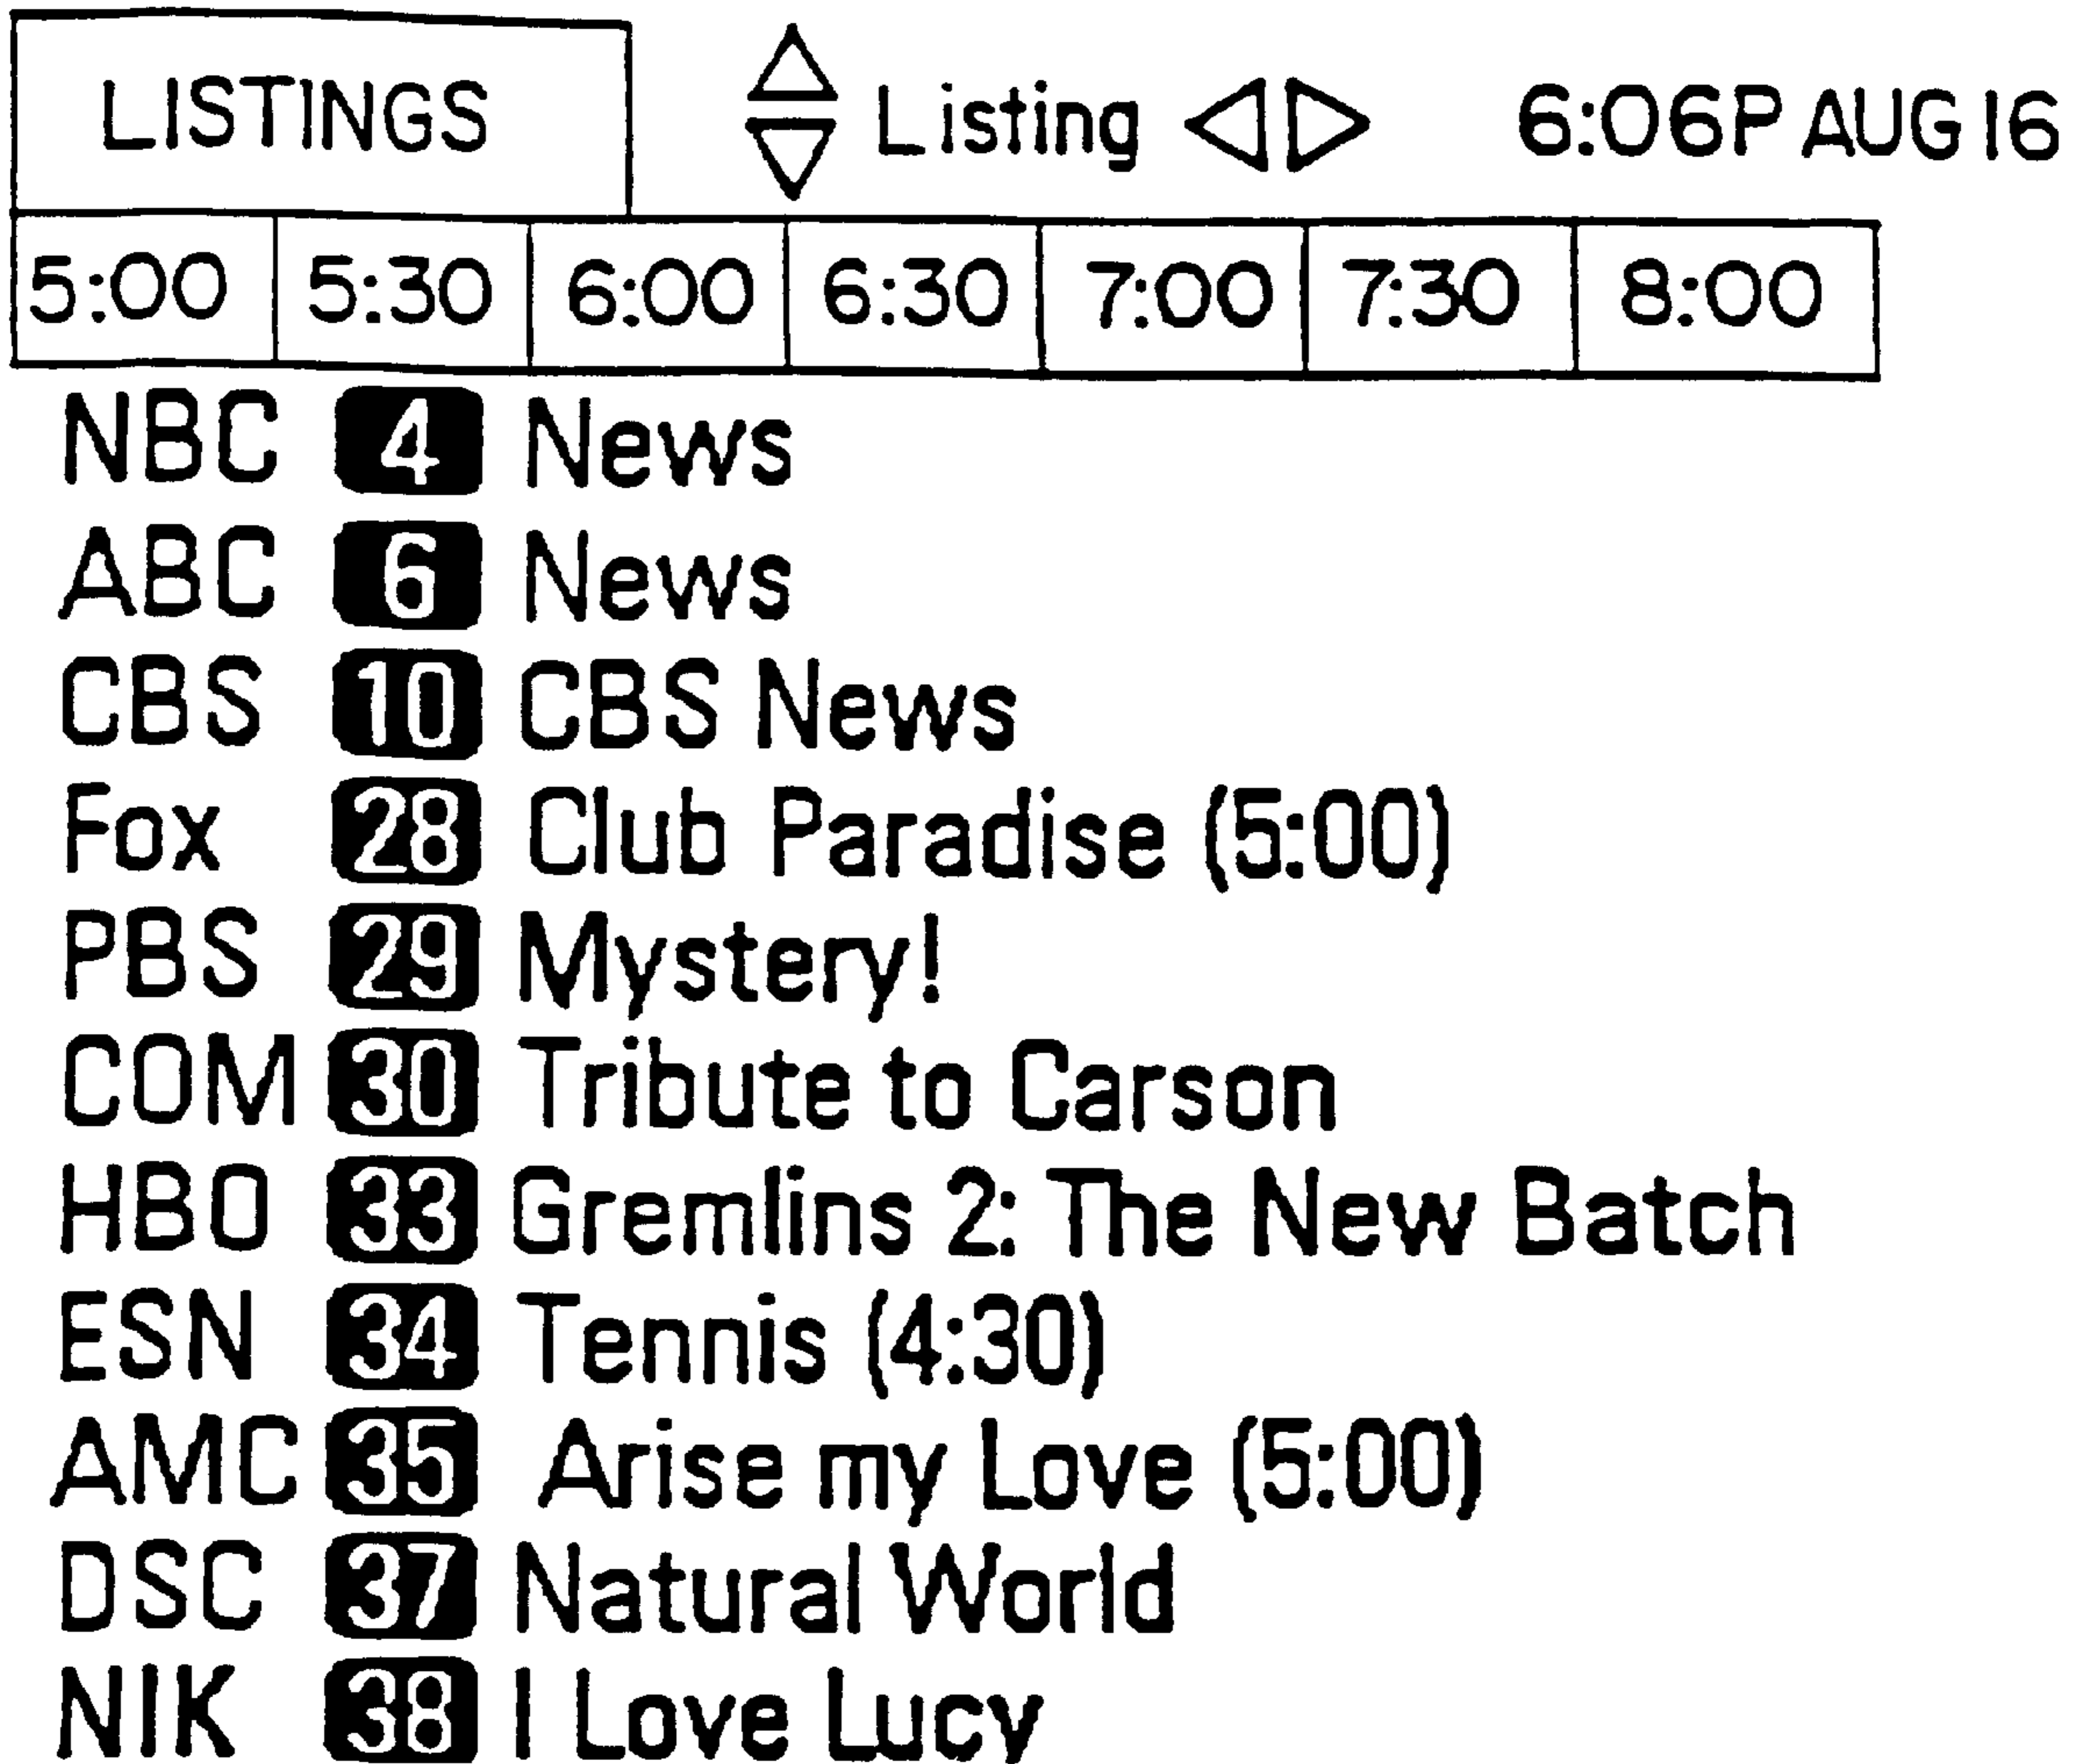 LISTINGS Listing 6:06P AUG 16
5:00 5:30 6:00 6:30 7:00 7:30 8:00
NBC 4 News
ABC 6 News
CBS 10 CBS News
Fox 28 Club Paradise (5:00)
PBS 29 Mystery!
COM 30 Tribute to Carson
HBO 33 Gremlins 2: The New Batch
ESN 34 Tennis (4:30)
AMC 35 Arise my Love (5:00)
DSC 37 Natural World
NIK 38 I Love Lucy